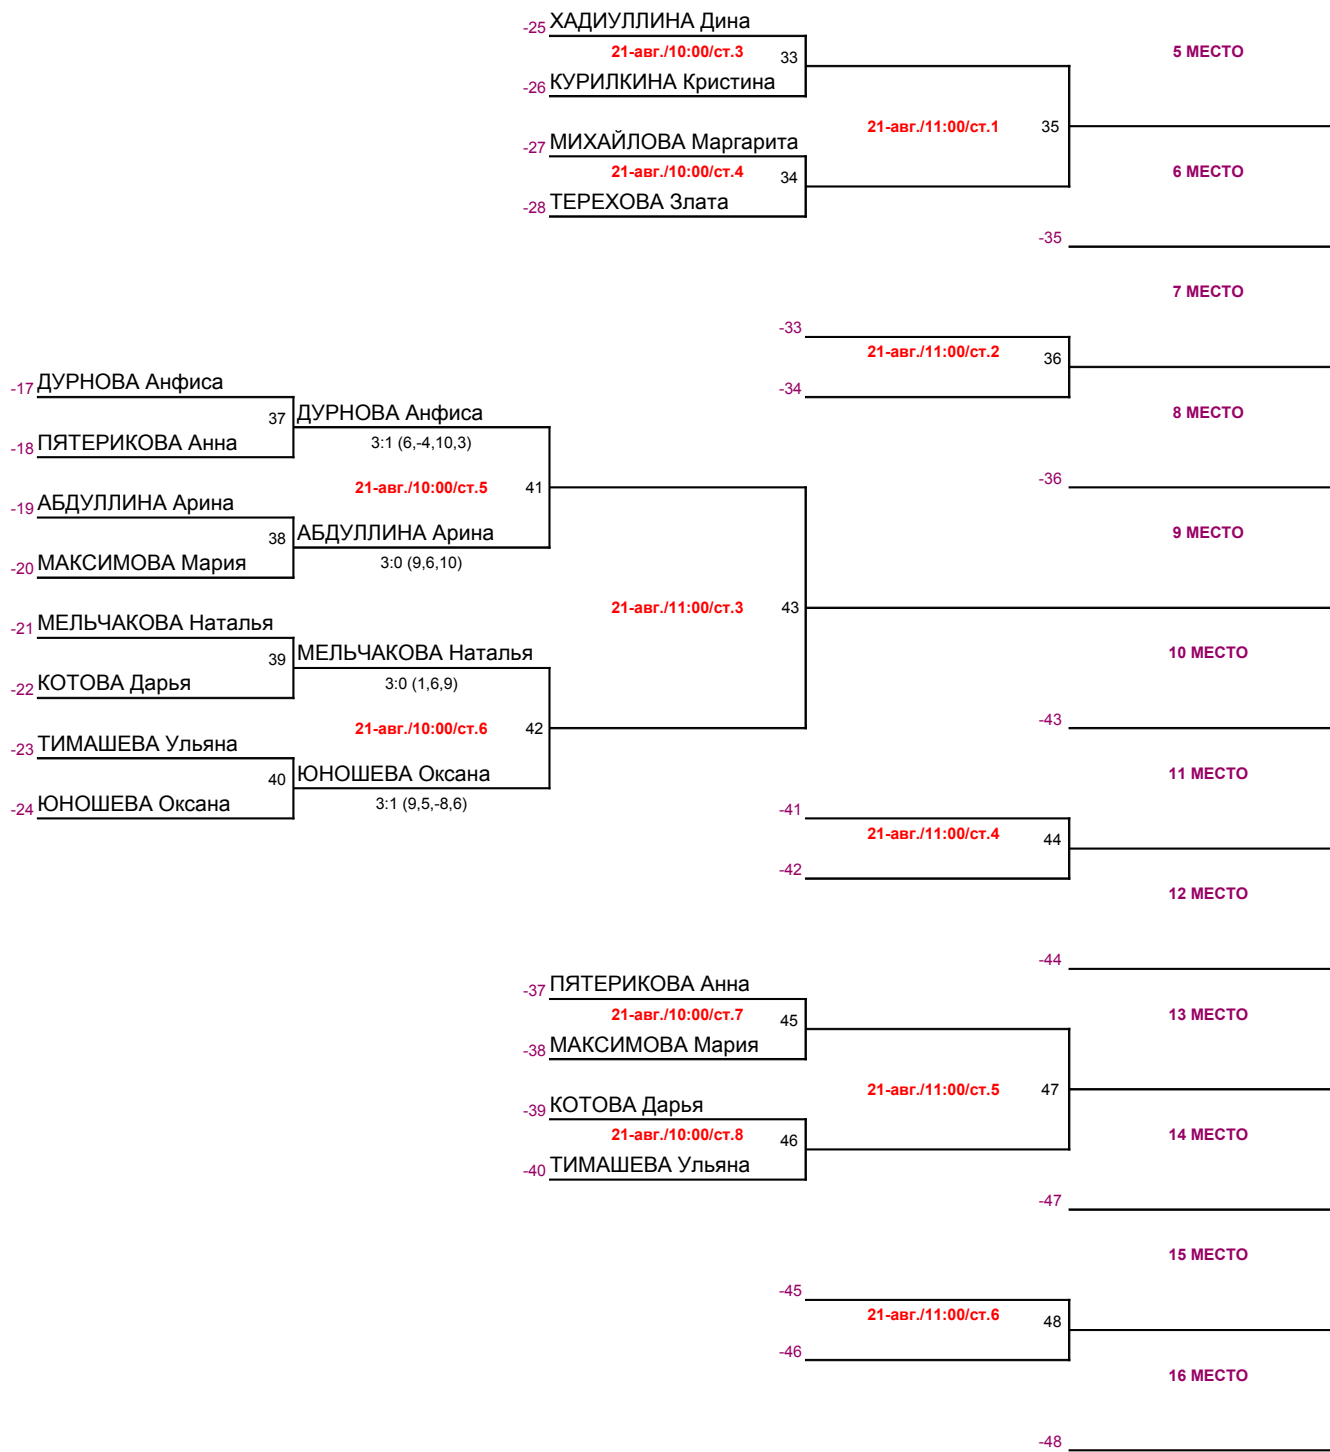 -25 ХАДИУЛЛИНА Дина
21-авг./10:00/ст.3 33
5 МЕСТО
-26 КУРИЛКИНА Кристина
21-авг./11:00/ст.1 35
-27 МИХАЙЛОВА Маргарита
21-авг./10:00/ст.4 34
6 МЕСТО
-28 ТЕРЕХОВА Злата
-35
7 МЕСТО
-33
21-авг./11:00/ст.2 36
-34
8 МЕСТО
-17 ДУРНОВА Анфиса
37 ДУРНОВА Анфиса
-18 ПЯТЕРИКОВА Анна
3:1 (6,-4,10,3)
21-авг./10:00/ст.5 41
-36
-19 АБДУЛЛИНА Арина
38 АБДУЛЛИНА Арина
9 МЕСТО
-20 МАКСИМОВА Мария
3:0 (9,6,10)
21-авг./11:00/ст.3 43
-21 МЕЛЬЧАКОВА Наталья
39 МЕЛЬЧАКОВА Наталья
10 МЕСТО
-22 КОТОВА Дарья
3:0 (1,6,9)
21-авг./10:00/ст.6 42
-43
-23 ТИМАШЕВА Ульяна
40 ЮНОШЕВА Оксана
11 МЕСТО
-24 ЮНОШЕВА Оксана
3:1 (9,5,-8,6)
-41
21-авг./11:00/ст.4 44
-42
12 МЕСТО
-44
-37 ПЯТЕРИКОВА Анна
21-авг./10:00/ст.7 45
13 МЕСТО
-38 МАКСИМОВА Мария
21-авг./11:00/ст.5 47
-39 КОТОВА Дарья
21-авг./10:00/ст.8 46
14 МЕСТО
-40 ТИМАШЕВА Ульяна
-47
15 МЕСТО
-45
21-авг./11:00/ст.6 48
-46
16 МЕСТО
-48